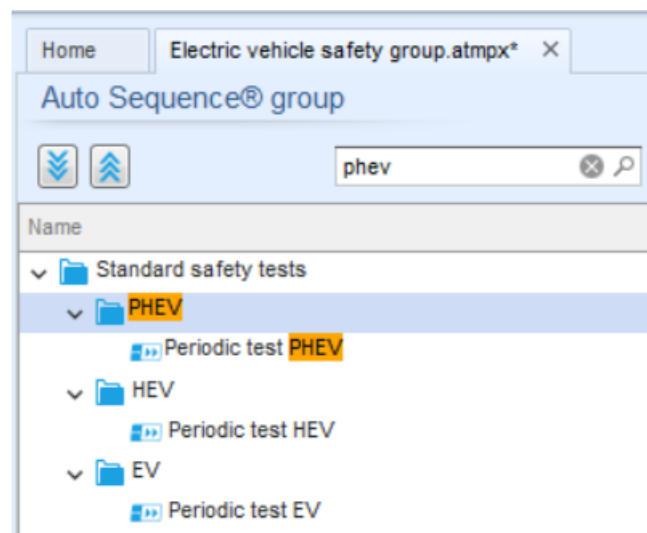 Home Electric vehicle safety group.atmpx*
Auto Sequence® group
phev
Name
Standard safety tests
PHEV
Periodic test PHEV
HEV
Periodic test HEV
EV
Periodic test EV